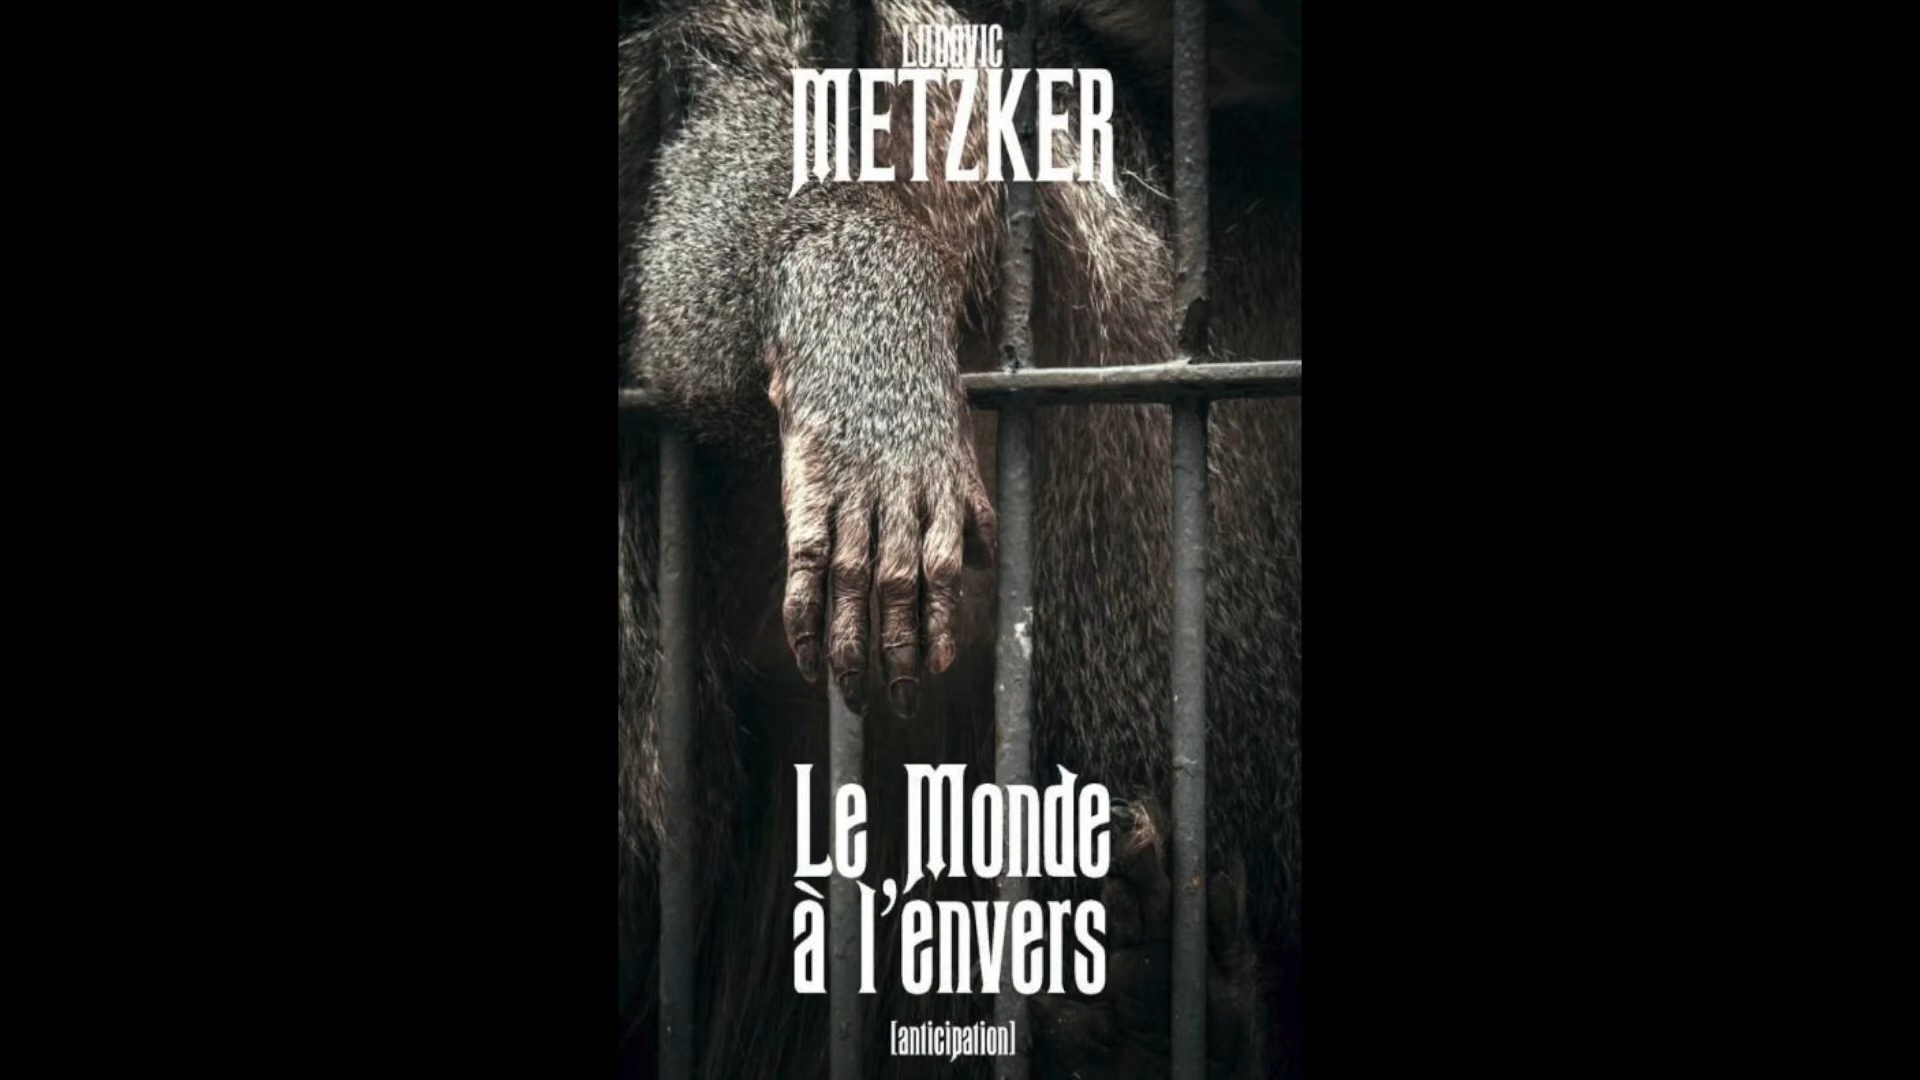 LUDOVIC
METZKER
Le Monde
à l'envers
[anticipation]